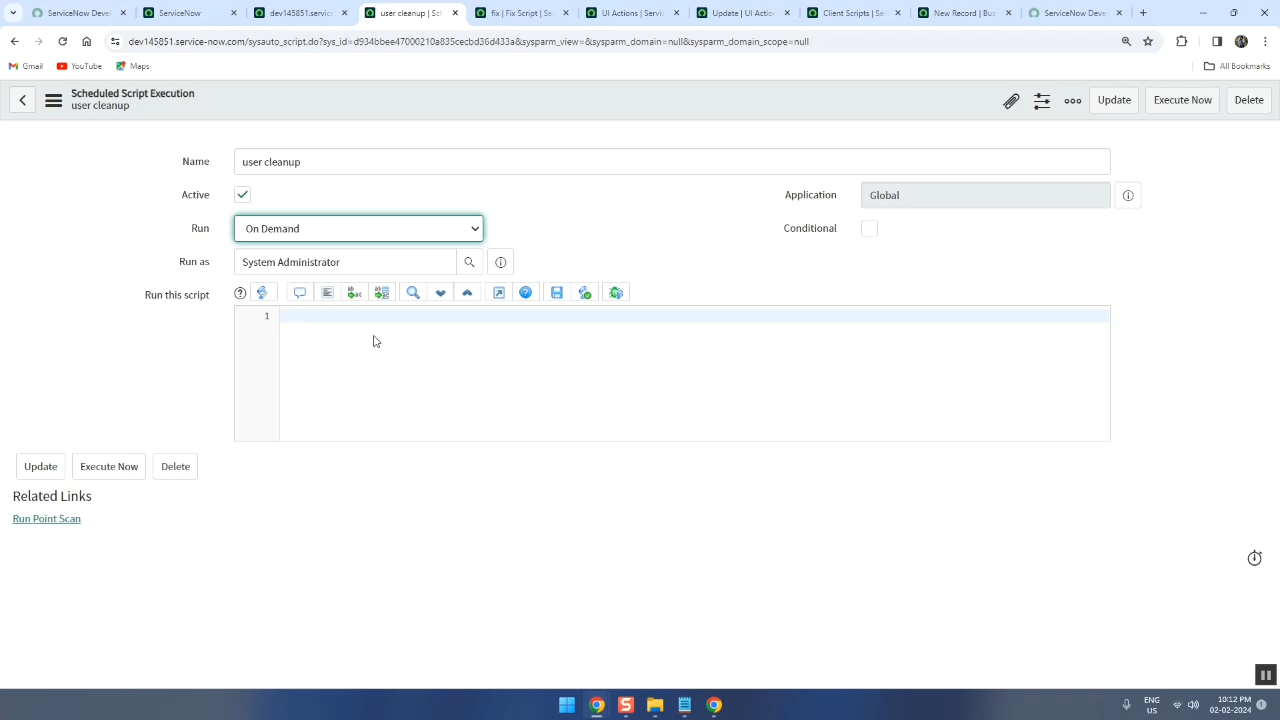 ServiceNow Devel
ServiceNow
dev145851.servic
user cleanup | Sch
fix | Fix Script | Se
UI Actions | Servic
Update | UI Action
Client Scripts | Se
New Record | Bus
ServiceNow Devel
dev145851.service-now.com/sysauto_script.do?sys_id=d934bbee47000210a835cecbd36d433a&sysparm_view=&sysparm_domain=null&sysparm_domain_scope=null
Gmail
YouTube
Maps
All Bookmarks
Scheduled Script Execution
user cleanup
Update
Execute Now
Delete
Name
user cleanup
Active
Application
Global
Run
On Demand
Conditional
Run as
System Administrator
Run this script
1
Update
Execute Now
Delete
Related Links
Run Point Scan
ENG
US
10:12 PM
02-02-2024